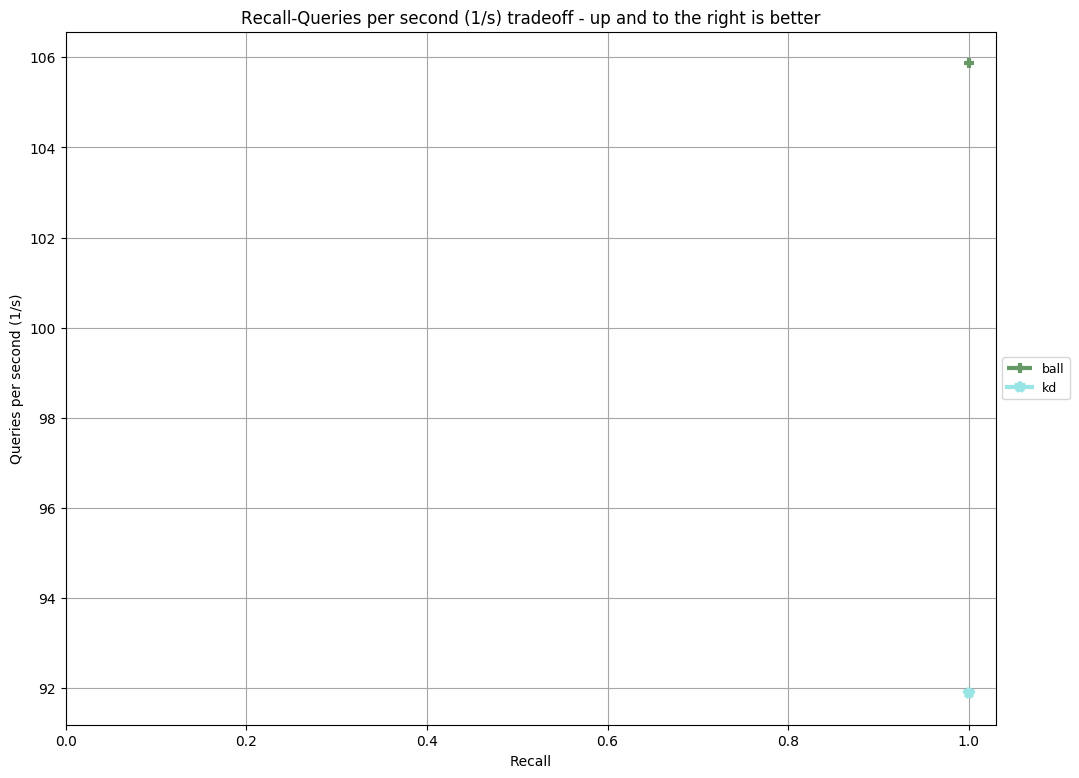 Recall-Queries per second (1/s) tradeoff - up and to the right is better
Queries per second (1/s)
106
104
102
100
98
96
94
92
0.0 0.2 0.4 0.6 0.8 1.0
Recall
ball
kd